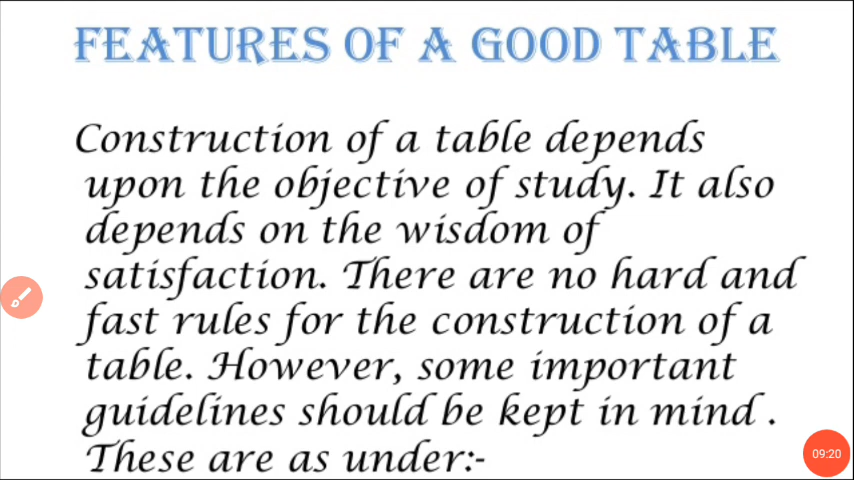 FEATURES OF A GOOD TABLE
Construction of a table depends
upon the objective of study. It also
depends on the wisdom of
satisfaction. There are no hard and
fast rules for the construction of a
table. However, some important
guidelines should be kept in mind .
These are as under:-
09:20